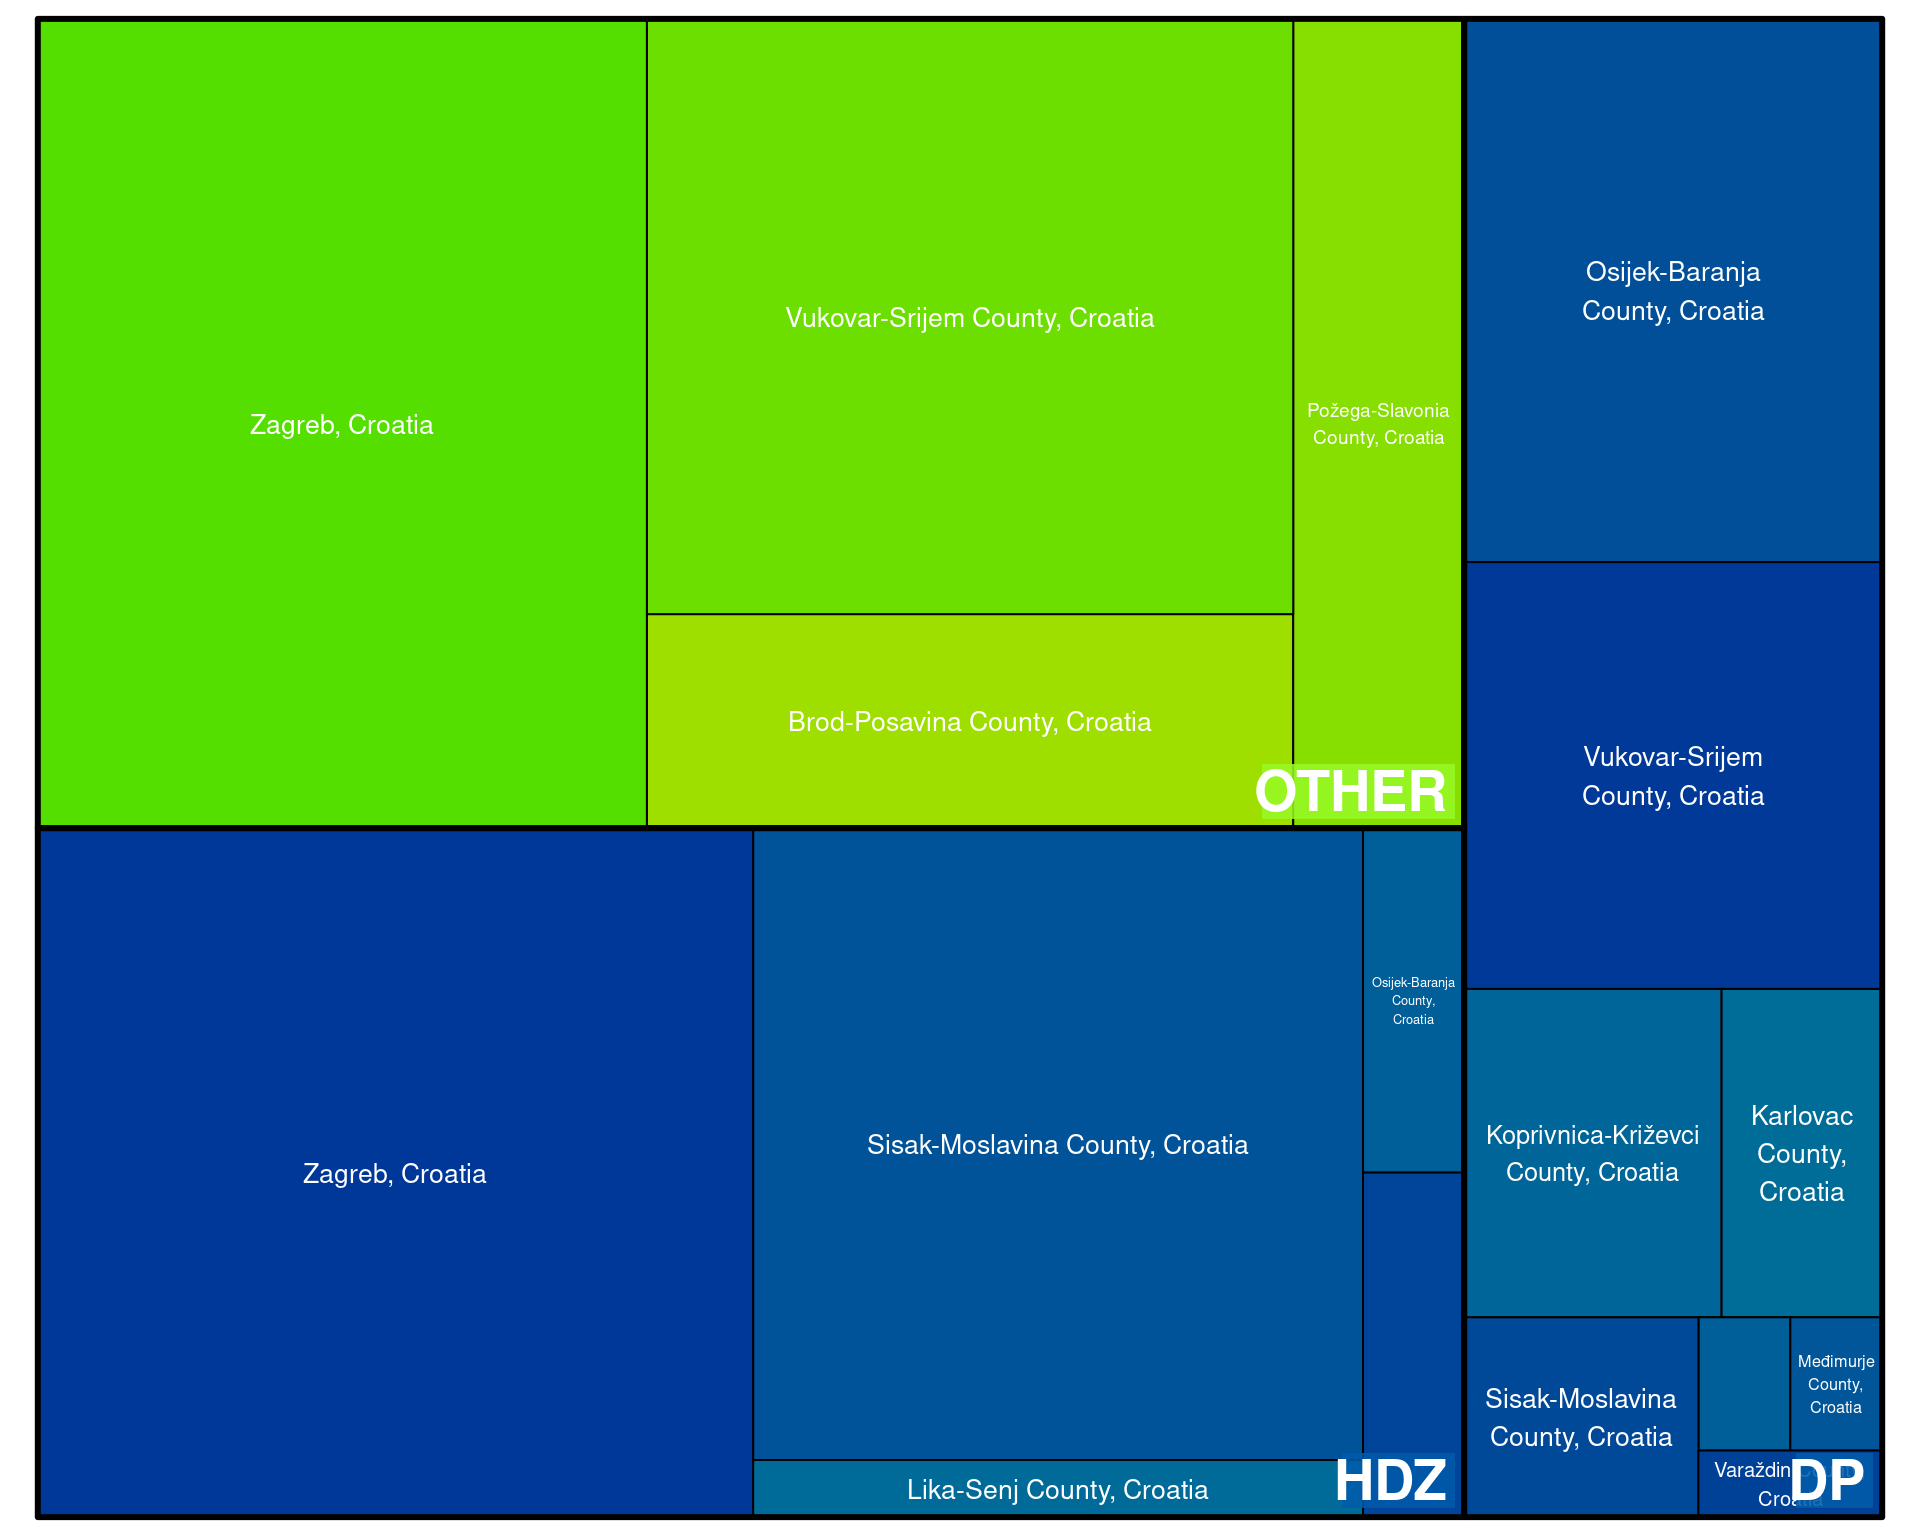 Zagreb, Croatia
Vukovar-Srijem County, Croatia
Požega-Slavonia
County, Croatia
Brod-Posavina County, Croatia
OTHER
Osijek-Baranja
County, Croatia
Vukovar-Srijem
County, Croatia
Zagreb, Croatia
Sisak-Moslavina County, Croatia
Osijek-Baranja
County,
Croatia
Lika-Senj County, Croatia
HDZ
Koprivnica-Križevci
County, Croatia
Karlovac
County,
Croatia
Sisak-Moslavina
County, Croatia
Međimurje
County,
Croatia
Varaždin
Croatia
DP